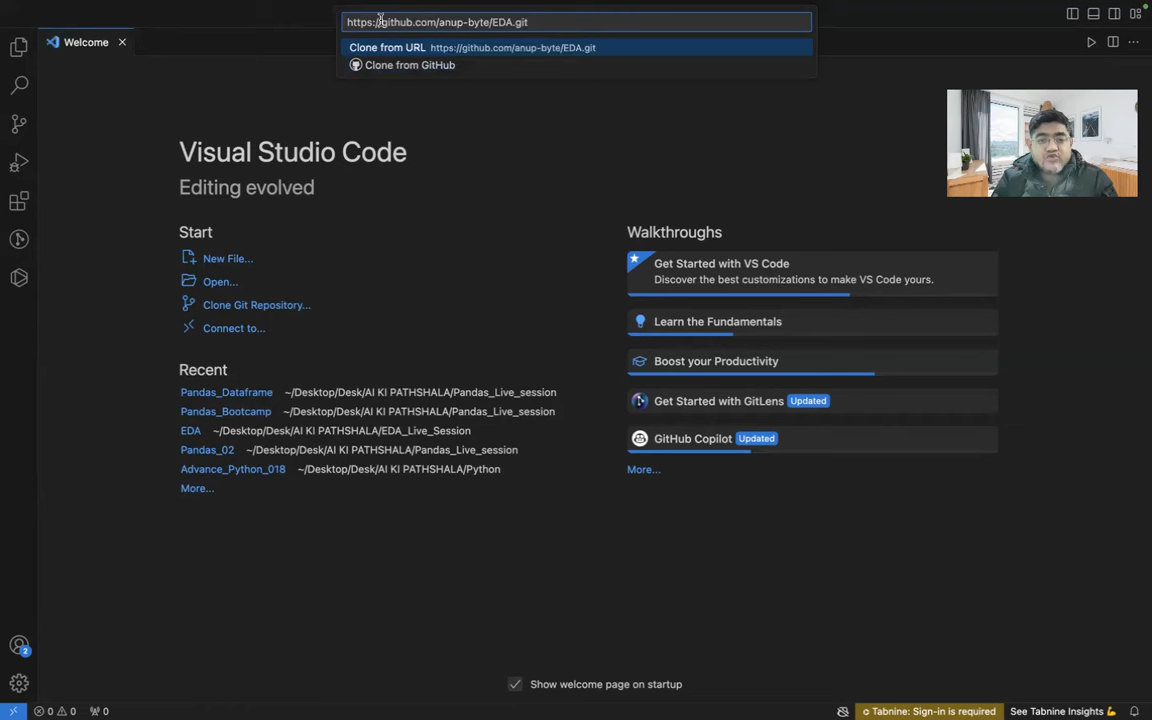 https://github.com/anup-byte/EDA.git
Clone from URL https://github.com/anup-byte/EDA.git
Clone from GitHub
Welcome
Visual Studio Code
Editing evolved
Start
New File...
Open...
Clone Git Repository...
Connect to...
Recent
Pandas_Dataframe ~/Desktop/Desk/AI KI PATHSHALA/Pandas_Live_session
Pandas_Bootcamp ~/Desktop/Desk/AI KI PATHSHALA/Pandas_Live_session
EDA ~/Desktop/Desk/AI KI PATHSHALA/EDA_Live_Session
Pandas_02 ~/Desktop/Desk/AI KI PATHSHALA/Pandas_Live_session
Advance_Python_018 ~/Desktop/Desk/AI KI PATHSHALA/Python
More...
Walkthroughs
Get Started with VS Code
Discover the best customizations to make VS Code yours.
Learn the Fundamentals
Boost your Productivity
Get Started with GitLens Updated
GitHub Copilot Updated
More...
Show welcome page on startup
2
0 0 0
Tabnine: Sign-in is required
See Tabnine Insights 💪